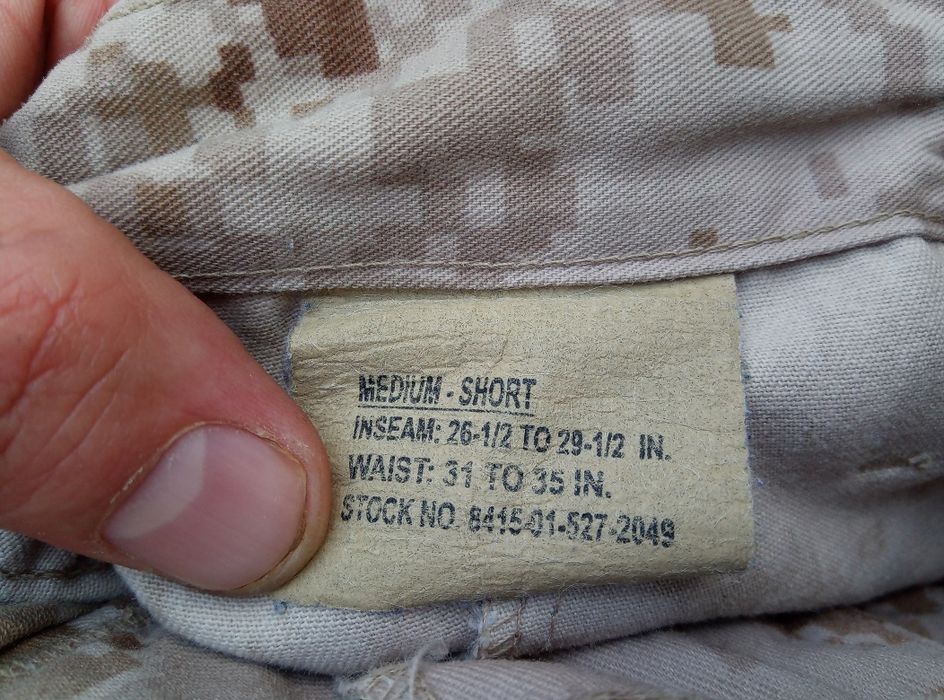 MEDIUM - SHORT
INSEAM: 26-1/2 TO 29-1/2 IN.
WAIST: 31 TO 35 IN.
STOCK NO. 8415-01-527-2049